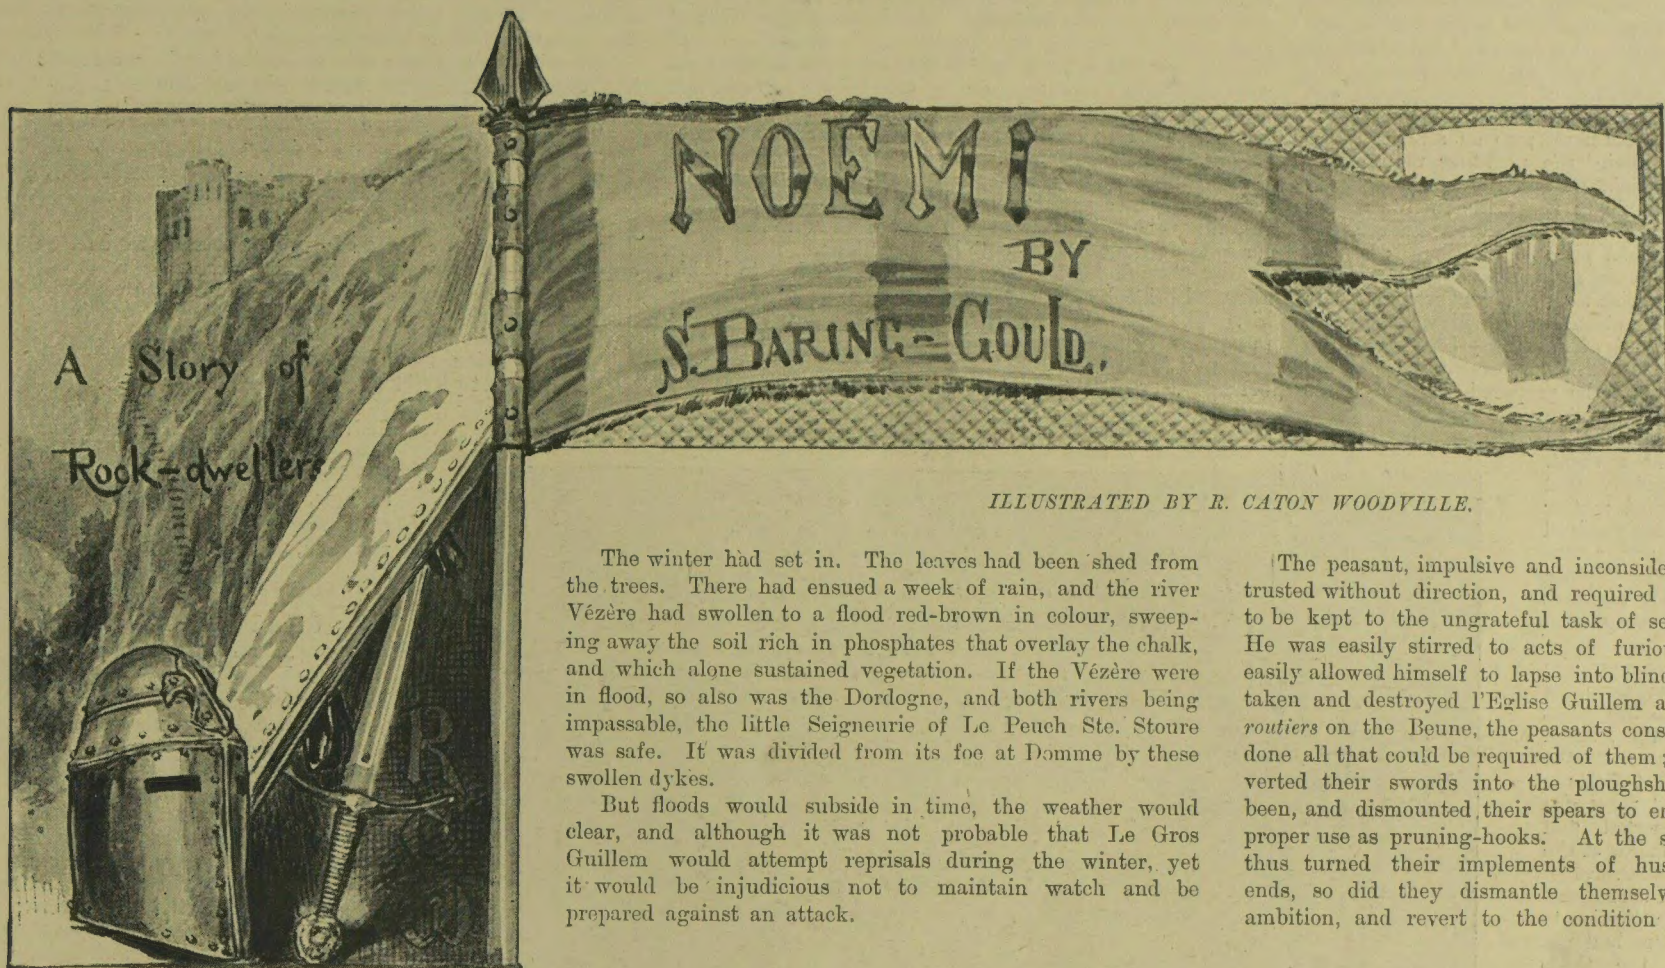 NOÉMI
BY
S. BARING-GOULD.
A Story of
Rock-dwellers
ILLUSTRATED BY R. CATON WOODVILLE.
The winter had set in. The leaves had been shed from
the trees. There had ensued a week of rain, and the river
Vézère had swollen to a flood red-brown in colour, sweep-
ing away the soil rich in phosphates that overlay the chalk,
and which alone sustained vegetation. If the Vézère were
in flood, so also was the Dordogne, and both rivers being
impassable, the little Seigneurie of Le Peuch Ste. Soure
was safe. It was divided from its foe at Domme by these
swollen dykes.
But floods would subside in time, the weather would
clear, and although it was not probable that Le Gros
Guillem would attempt reprisals during the winter, yet
it would be injudicious not to maintain watch and be
prepared against an attack.
The peasant, impulsive and inconside
trusted without direction, and required
to be kept to the ungrateful task of se
He was easily stirred to acts of furio
easily allowed himself to lapse into blind
taken and destroyed l'Eglise Guillem a
routiers on the Beune, the peasants cons
done all that could be required of them;
verted their swords into the ploughsh
been, and dismounted their spears to en
proper use as pruning-hooks. At the s
thus turned their implements of hus
ends, so did they dismantle themselv
ambition, and revert to the condition